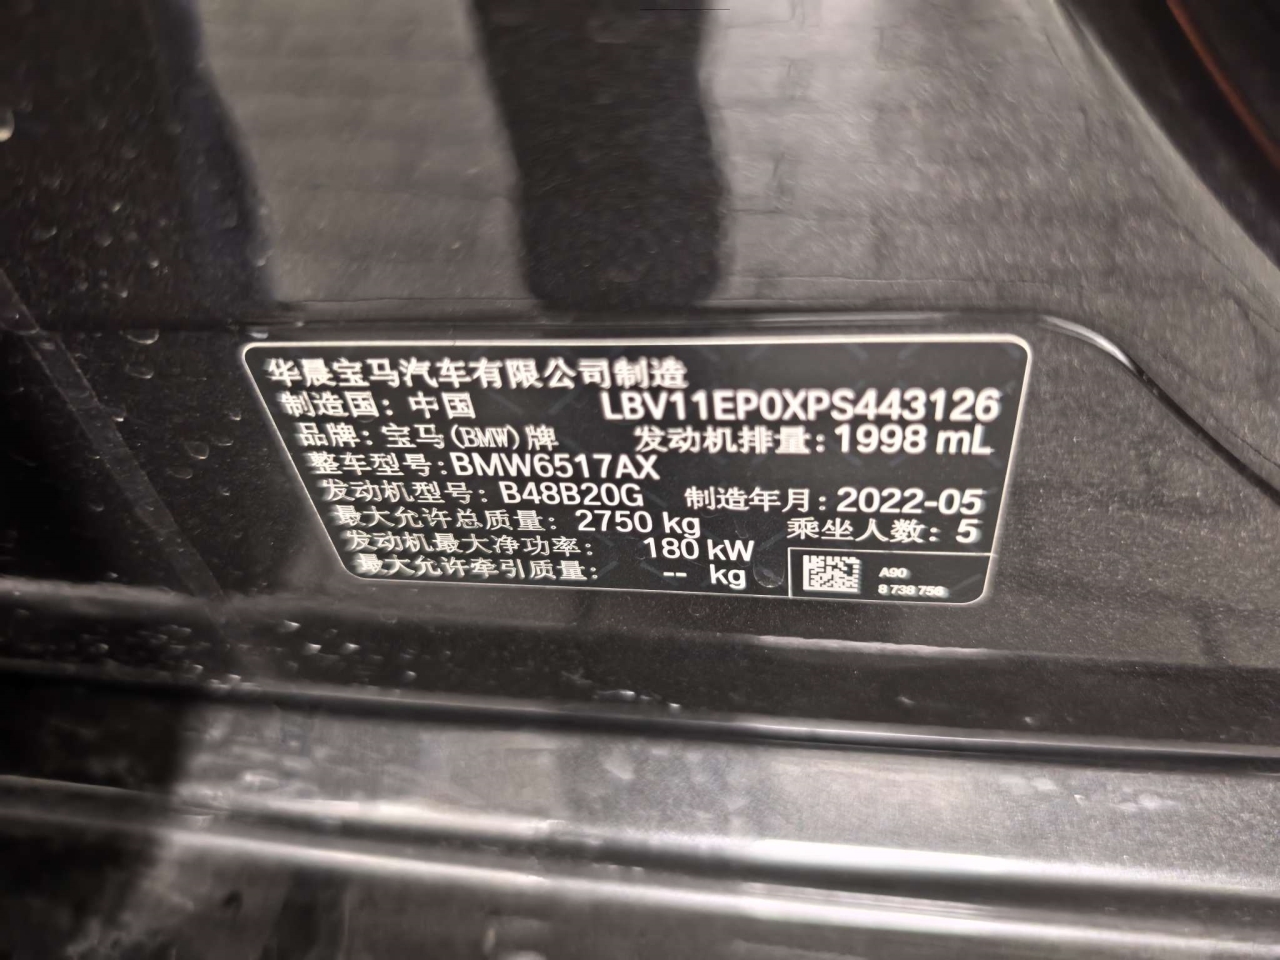 华晨宝马汽车有限公司制造
制造国：中国 LBV11EP0XPS443126
品牌：宝马(BMW)牌 发动机排量：1998 mL
整车型号：BMW6517AX
发动机型号：B48B20G 制造年月：2022-05
最大允许总质量：2750 kg 乘坐人数：5
发动机最大净功率：180 kW
最大允许牵引质量：-- kg
A90
8 738 756